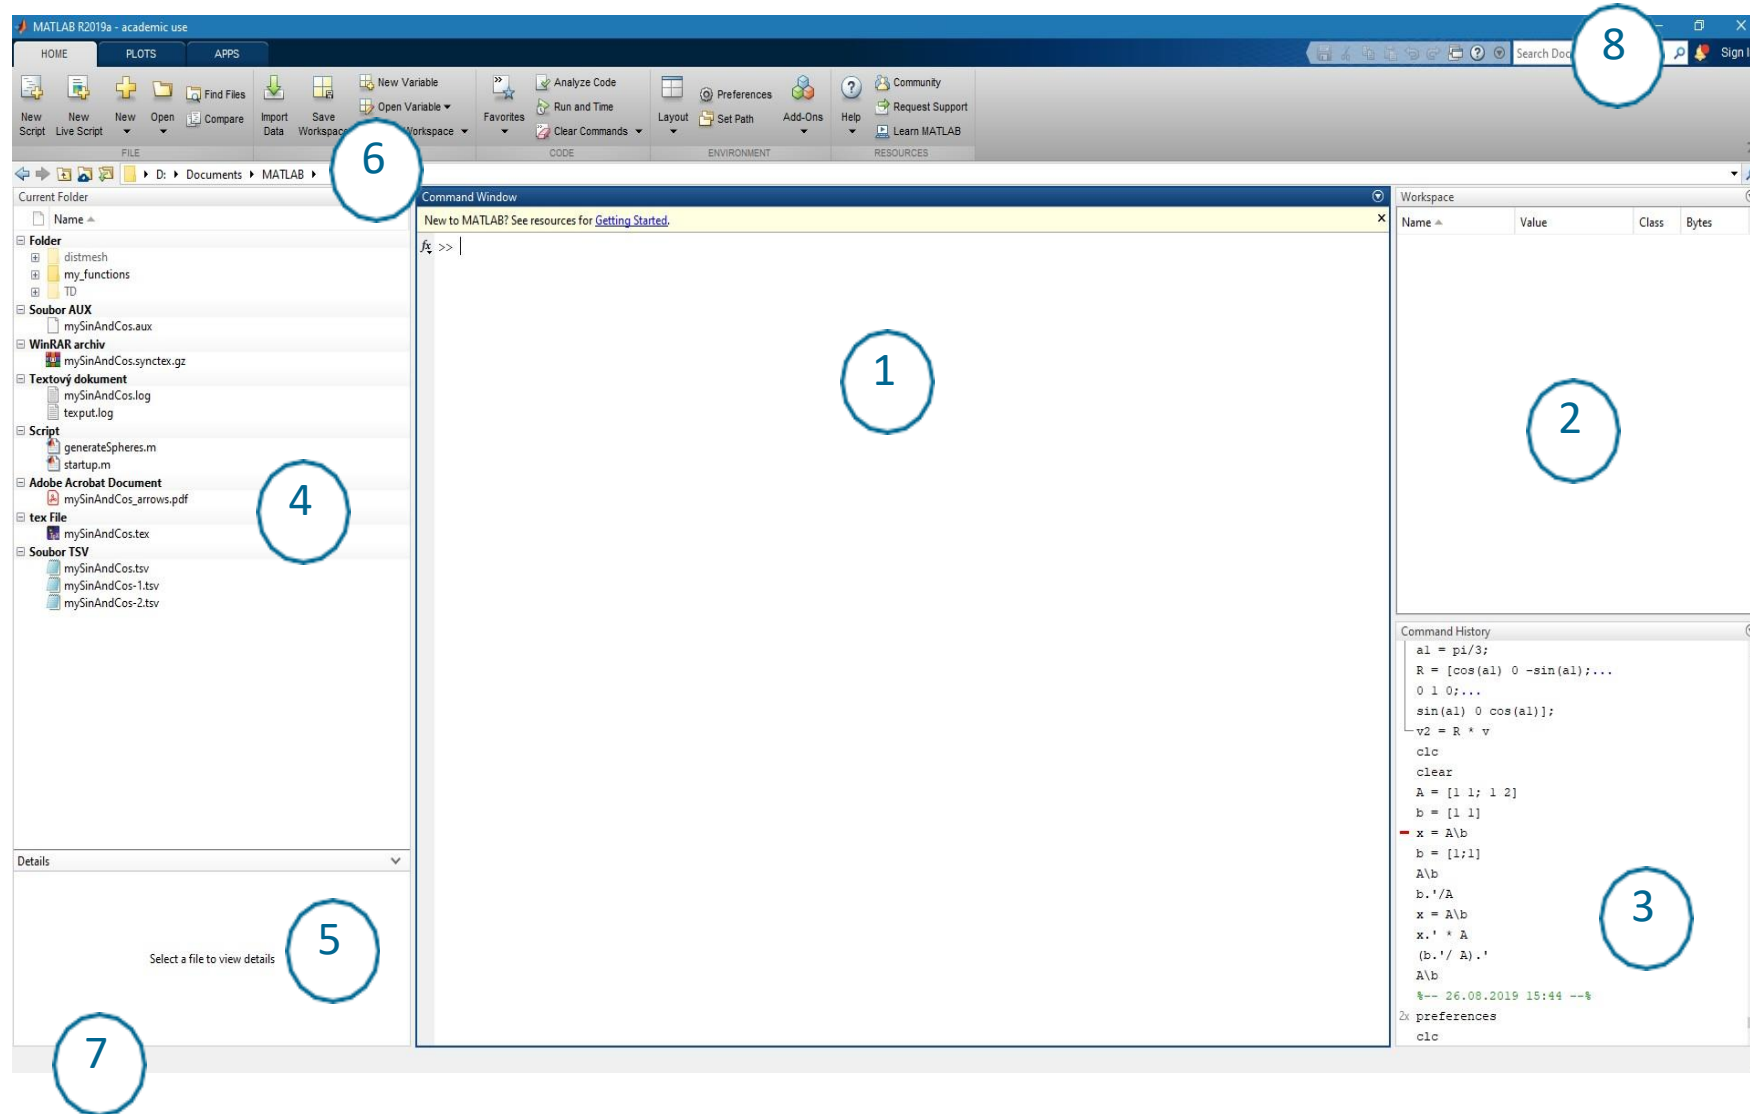 MATLAB R2019a - academic use
HOME PLOTS APPS
Search Doc
8
Sign I
New Script
New Live Script
New
Open
Find Files
Compare
Import Data
Save Workspace
New Variable
Open Variable
Workspace
Favorites
Analyze Code
Run and Time
Clear Commands
Layout
Preferences
Set Path
Add-Ons
Help
Community
Request Support
Learn MATLAB
FILE
CODE
ENVIRONMENT
RESOURCES
6
D: Documents MATLAB
Current Folder
Name
Folder
distmesh
my_functions
TD
Soubor AUX
mySinAndCos.aux
WinRAR archiv
mySinAndCos.synctex.gz
Textový dokument
mySinAndCos.log
texput.log
Script
generateSpheres.m
startup.m
Adobe Acrobat Document
mySinAndCos_arrows.pdf
tex File
mySinAndCos.tex
Soubor TSV
mySinAndCos.tsv
mySinAndCos-1.tsv
mySinAndCos-2.tsv
4
Details
Select a file to view details
5
7
Command Window
New to MATLAB? See resources for Getting Started.
fx >>
1
Workspace
Name Value Class Bytes
2
Command History
a1 = pi/3;
R = [cos(a1) 0 -sin(a1);...
0 1 0;...
sin(a1) 0 cos(a1)];
v2 = R * v
clc
clear
A = [1 1; 1 2]
b = [1 1]
x = A\b
b = [1;1]
A\b
b.'/A
x = A\b
x.' * A
(b.'/ A).'
A\b
%-- 26.08.2019 15:44 --%
2x preferences
clc
3